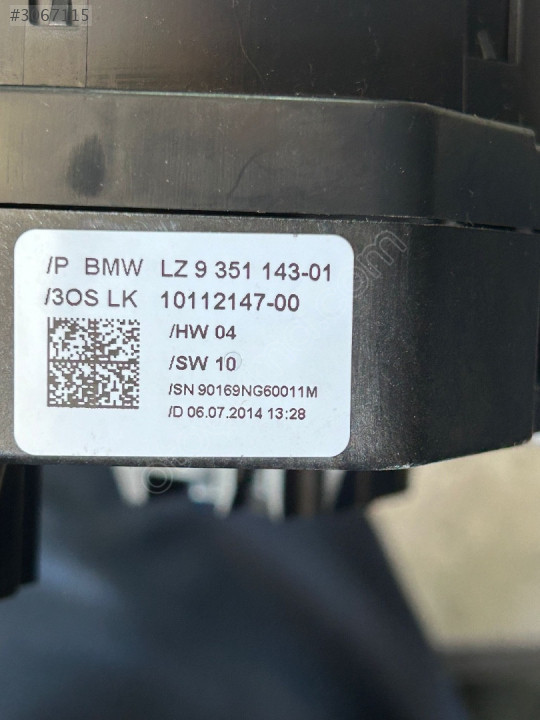 #3067115
/P BMW LZ 9 351 143-01
/3OS LK 10112147-00
/HW 04
/SW 10
/SN 90169NG60011M
/D 06.07.2014 13:28